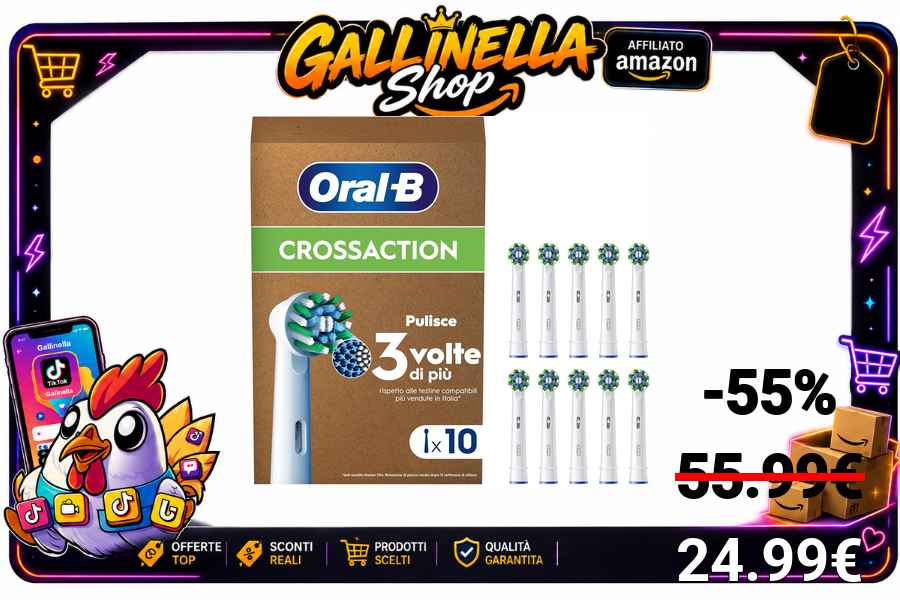 GALLINELLA
Shop
AFFILIATO
amazon
Oral-B
CROSSACTION
Pulisce
3 volte
di più
rispetto alle testine compatibili
più vendute in Italia*
x10
Gallinella
TikTok
Gallinella
-55%
55.99€
24.99€
OFFERTE
TOP
SCONTI
REALI
PRODOTTI
SCELTI
QUALITÀ
GARANTITA